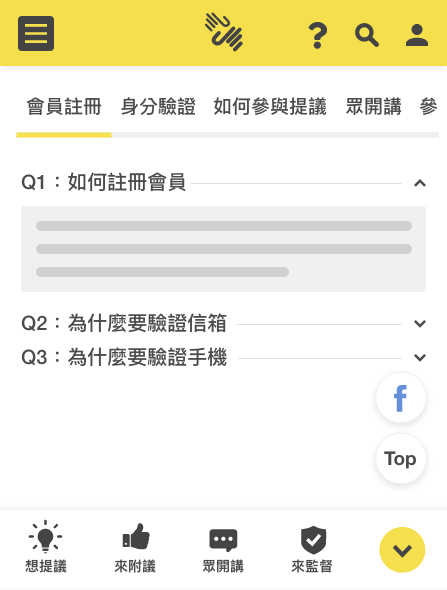 會員註冊 身分驗證 如何參與提議 眾開講 參
Q1：如何註冊會員
Q2：為什麼要驗證信箱
Q3：為什麼要驗證手機
f
Top
想提議 來附議 眾開講 來監督